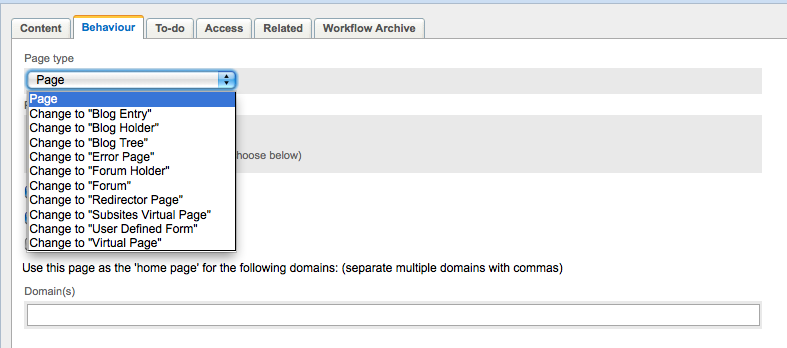 Content Behaviour To-do Access Related Workflow Archive
Page type
Page
Page
Change to "Blog Entry"
Change to "Blog Holder"
Change to "Blog Tree"
Change to "Error Page"
hoose below)
Change to "Forum Holder"
Change to "Forum"
Change to "Redirector Page"
Change to "Subsites Virtual Page"
Change to "User Defined Form"
Change to "Virtual Page"
Use this page as the 'home page' for the following domains: (separate multiple domains with commas)
Domain(s)